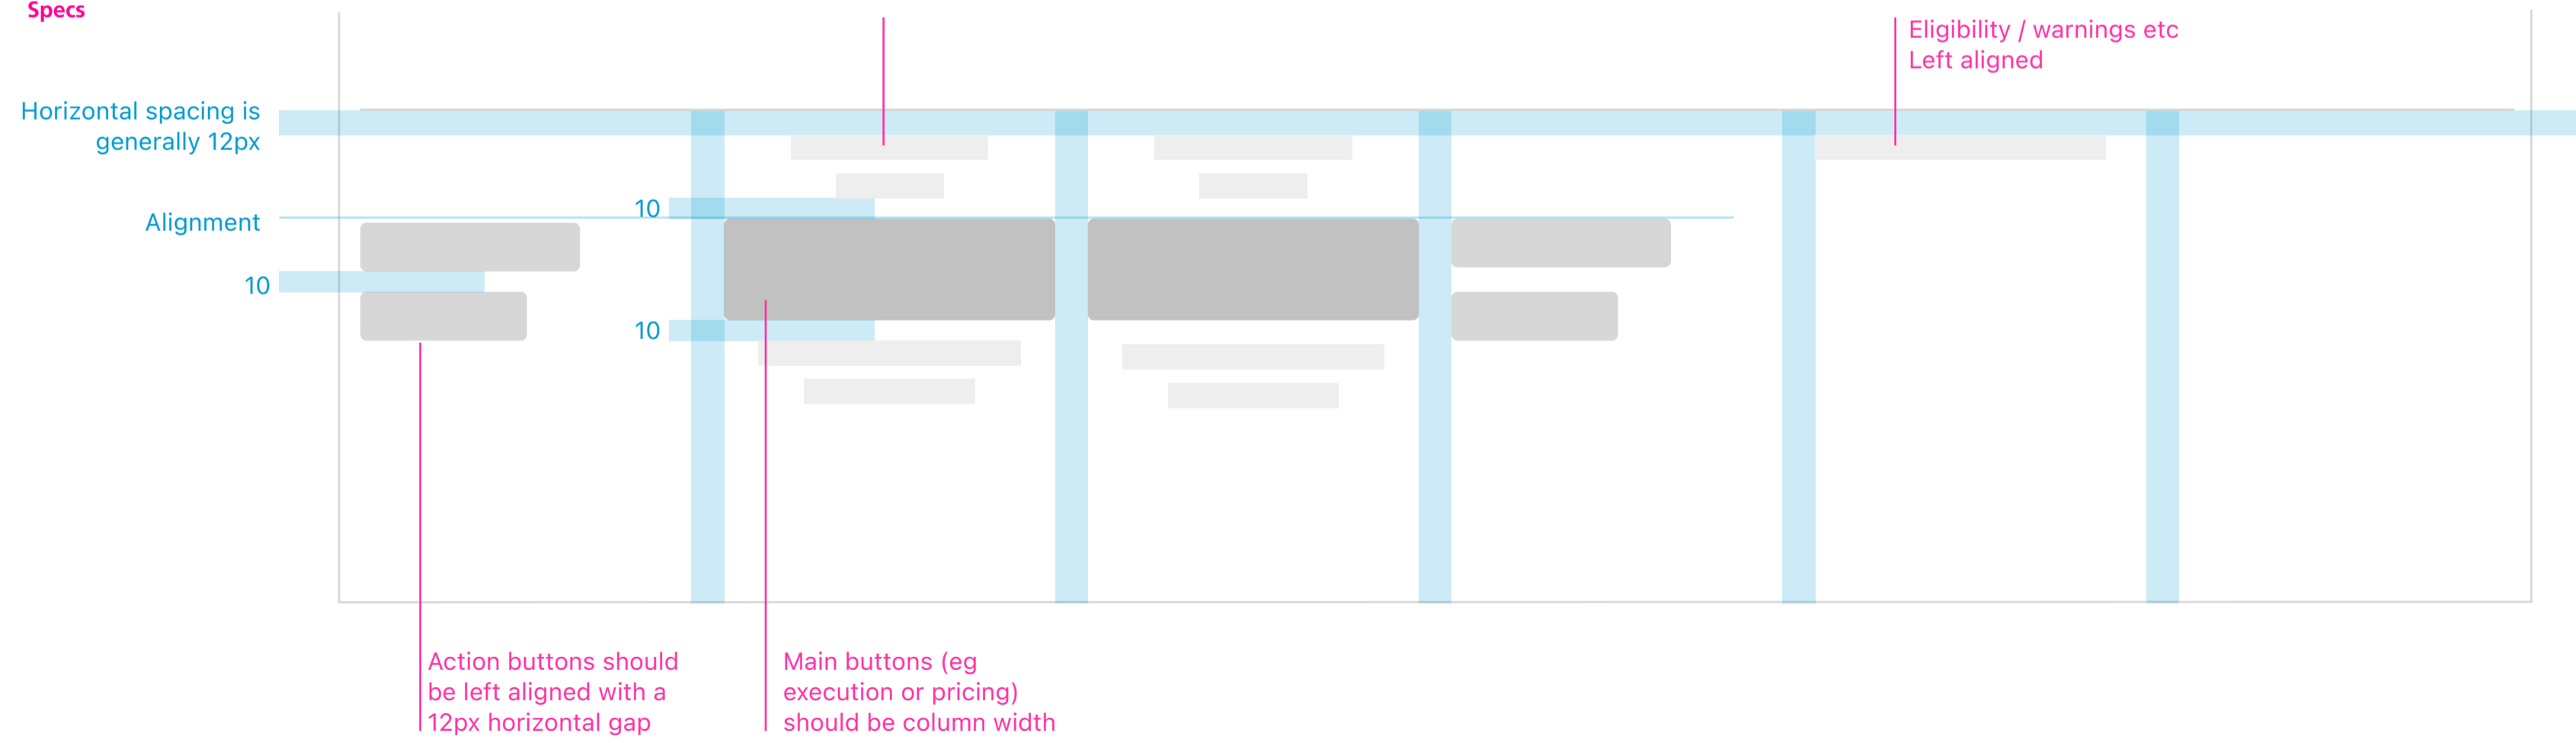 Specs
Eligibility / warnings etc
Left aligned
Horizontal spacing is
generally 12px
10
Alignment
10
10
Action buttons should
be left aligned with a
12px horizontal gap
Main buttons (eg
execution or pricing)
should be column width